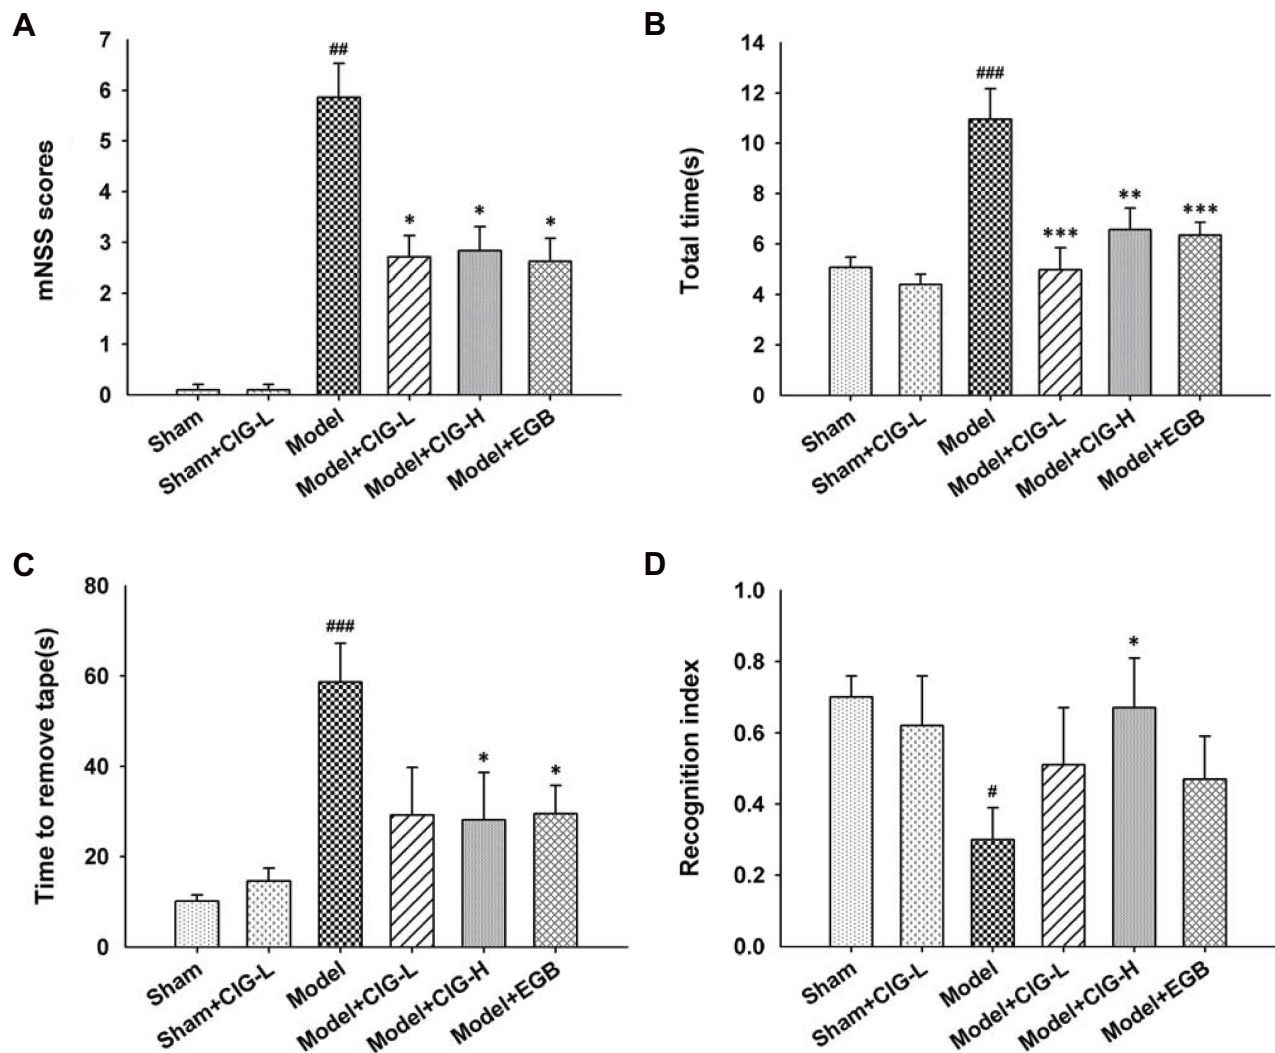 A
mNSS scores
7
6
5
4
3
2
1
0
##
*
*
*
Sham
Sham+CIG-L
Model
Model+CIG-L
Model+CIG-H
Model+EGB
B
Total time(s)
14
12
10
8
6
4
2
0
###
***
**
***
Sham
Sham+CIG-L
Model
Model+CIG-L
Model+CIG-H
Model+EGB
C
Time to remove tape(s)
80
60
40
20
0
###
*
*
Sham
Sham+CIG-L
Model
Model+CIG-L
Model+CIG-H
Model+EGB
D
Recognition index
1.0
0.8
0.6
0.4
0.2
0.0
#
*
Sham
Sham+CIG-L
Model
Model+CIG-L
Model+CIG-H
Model+EGB